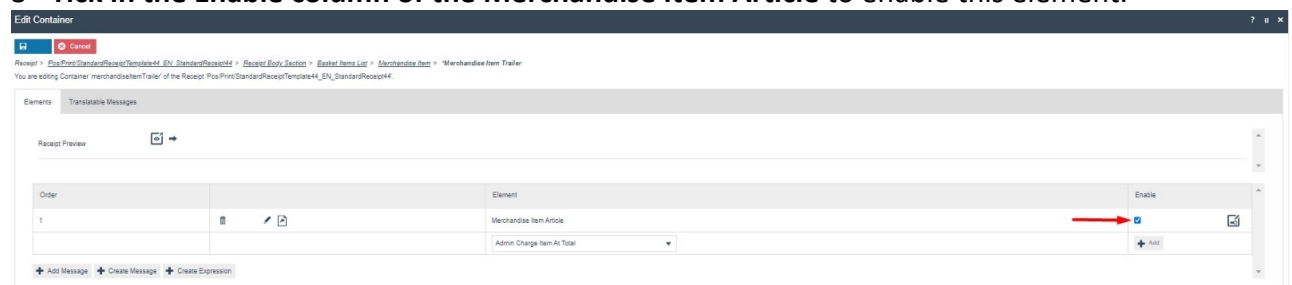 Tick in the Enable column of the Merchandise Item Article to enable this element.
Edit Container
?
Cancel
Receipt > Pos/Print/StandardReceiptTemplate44_EN_StandardReceipt44 > Receipt Body Section > Basket Items List > Merchandise Item > *Merchandise Item Trailer
You are editing Container 'merchandiseItemTrailer' of the Receipt 'Pos/Print/StandardReceiptTemplate44_EN_StandardReceipt44'.
Elements Translatable Messages
Receipt Preview
Order Element Enable
1 Merchandise Item Article
Admin Charge Item At Total Add
Add Message Create Message Create Expression